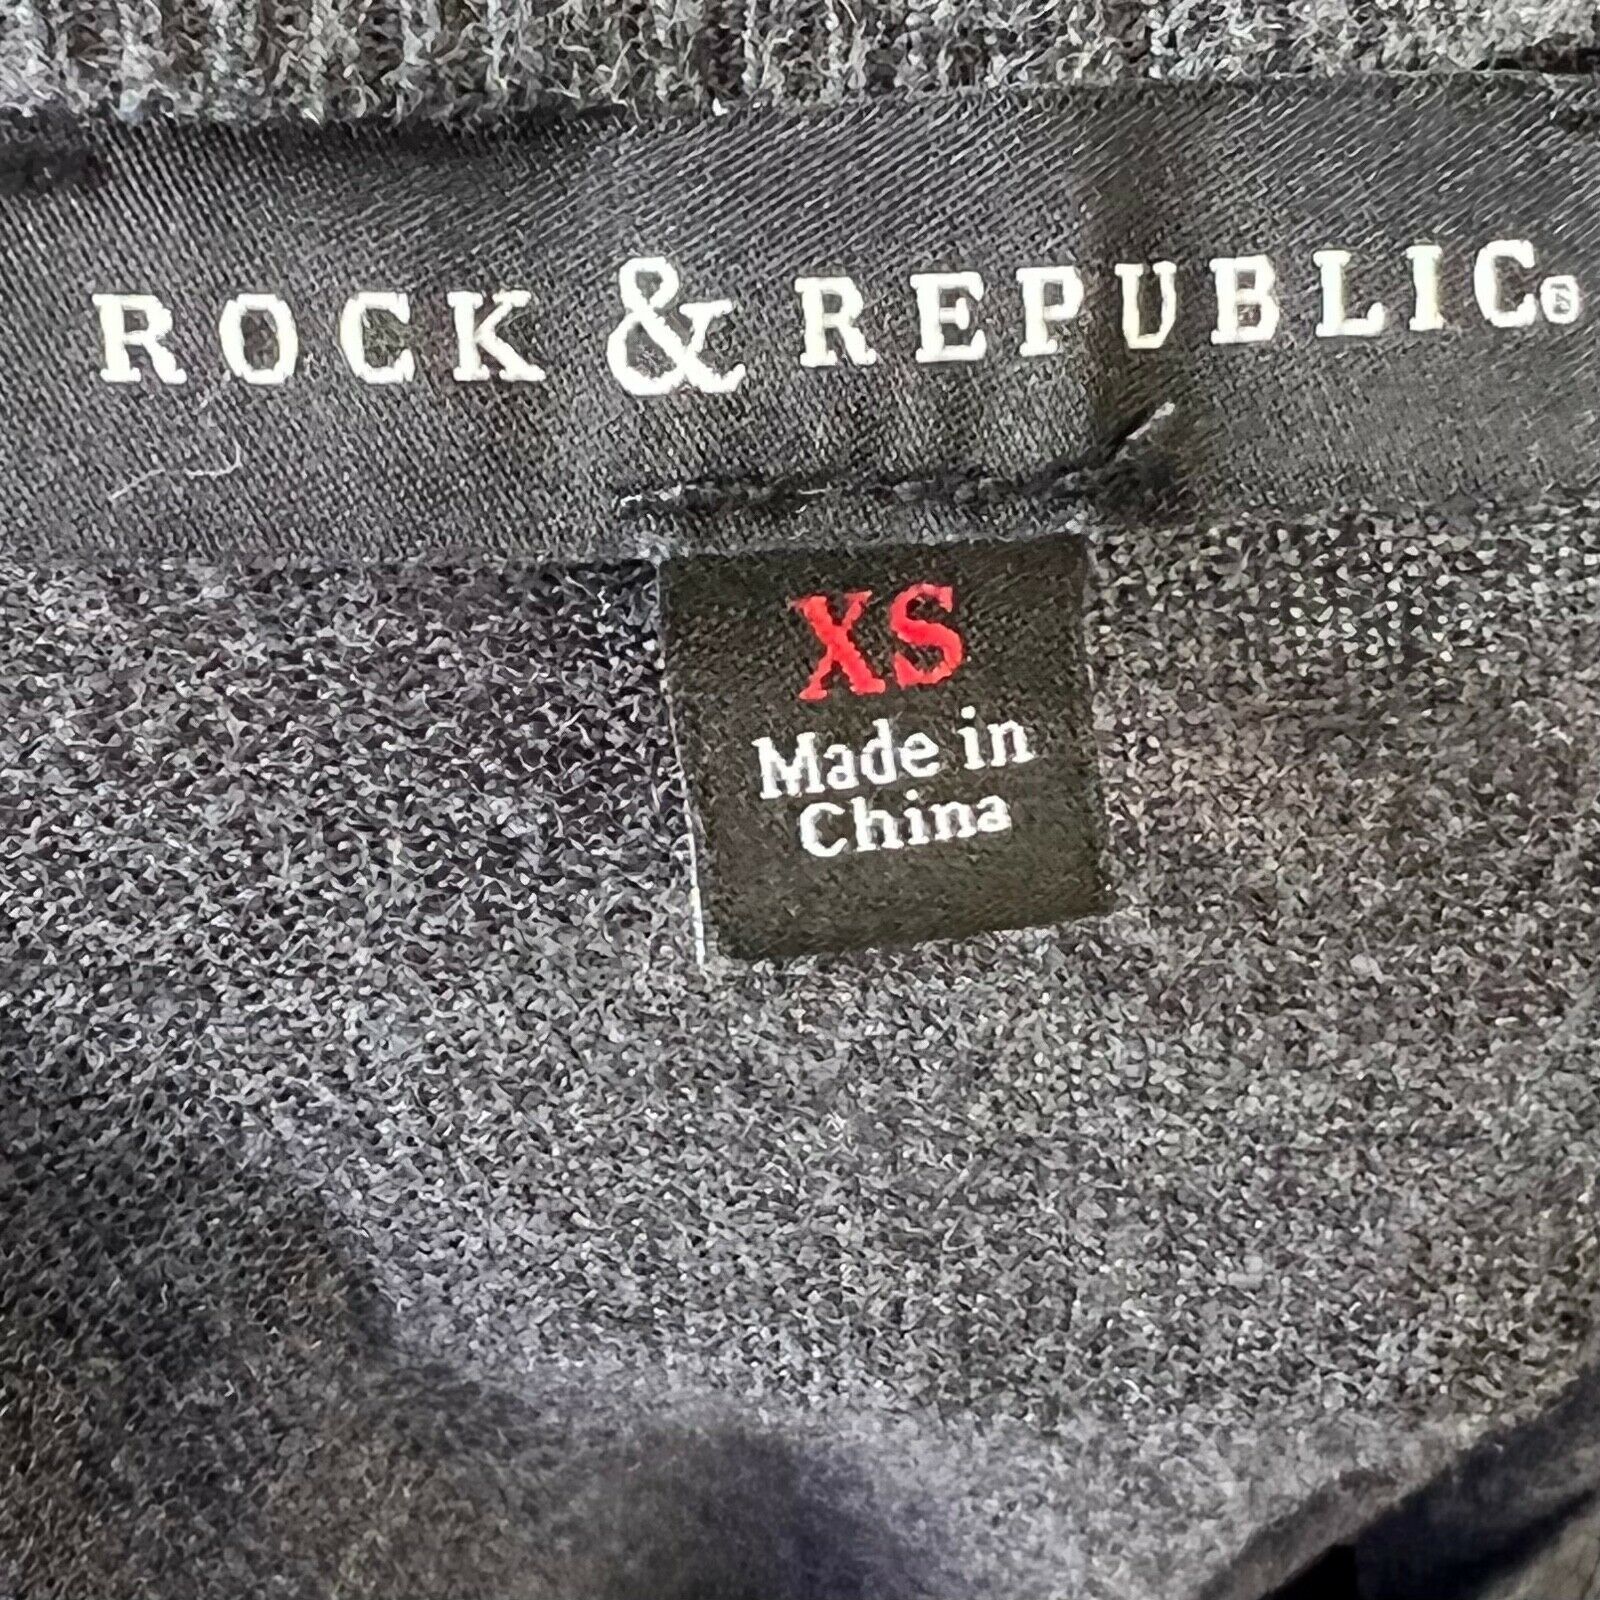 ROCK & REPUBLIC®
XS
Made in
China